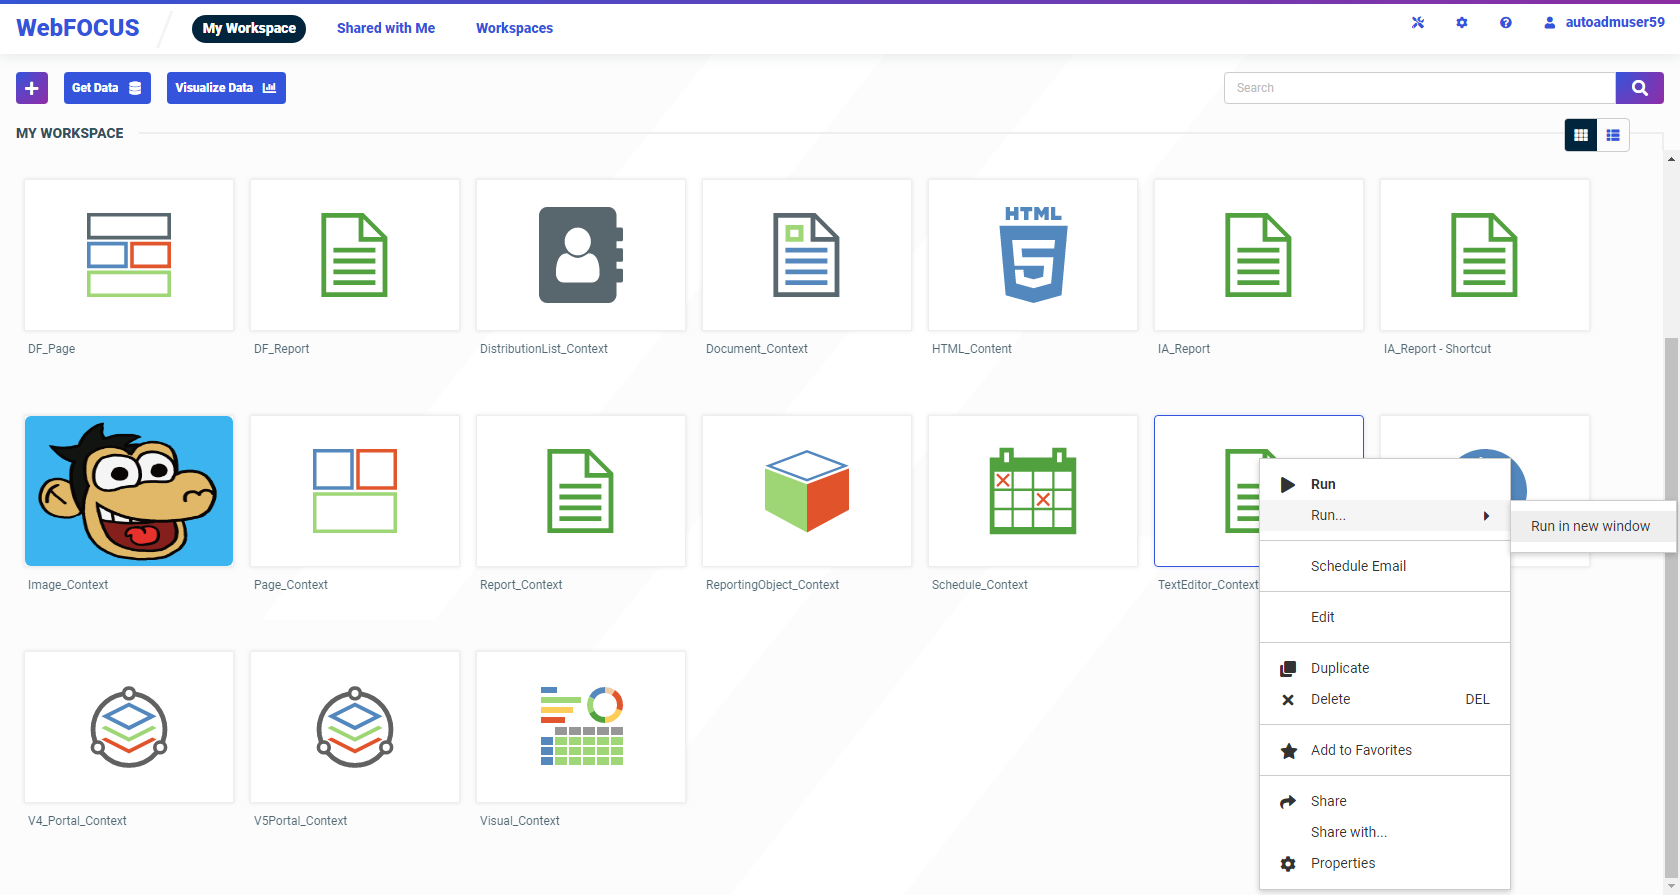 WebFOCUS
My Workspace
Shared with Me
Workspaces
autoadmuser59
Get Data
Visualize Data
Search
MY WORKSPACE
HTML
DF_Page
DF_Report
DistributionList_Context
Document_Context
HTML_Content
IA_Report
IA_Report - Shortcut
Image_Context
Page_Context
Report_Context
ReportingObject_Context
Schedule_Context
TextEditor_Context
Run
Run...
Run in new window
Schedule Email
Edit
Duplicate
Delete DEL
Add to Favorites
Share
Share with...
Properties
V4_Portal_Context
V5Portal_Context
Visual_Context